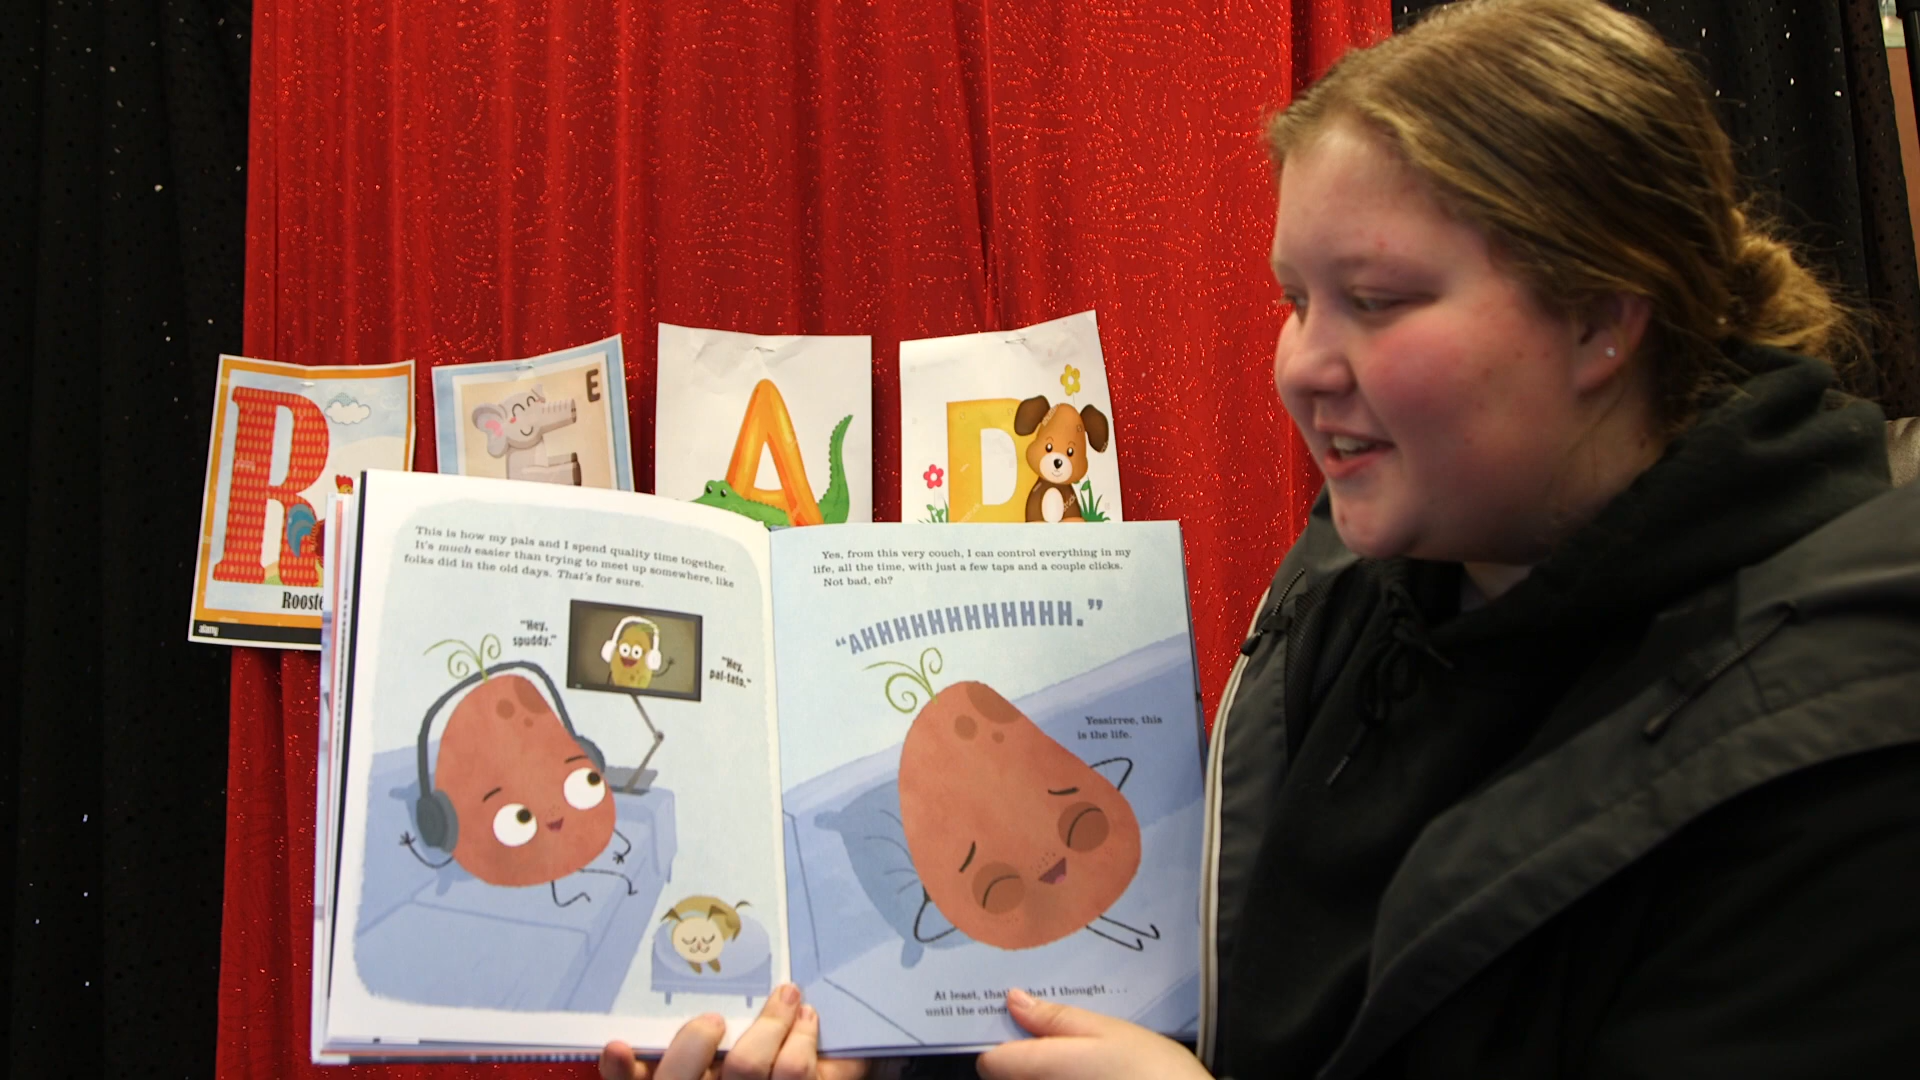 R
E
A
D
Rooste
alamy
This is how my pals and I spend quality time together.
It's much easier than trying to meet up somewhere, like
folks did in the old days. That's for sure.
"Hey,
spuddy."
"Hey,
pal-tato."
Yes, from this very couch, I can control everything in my
life, all the time, with just a few taps and a couple clicks.
Not bad, eh?
"AHHHHHHHHHHHH."
Yessirree, this
is the life.
At least, that hat I thought . . .
until the other